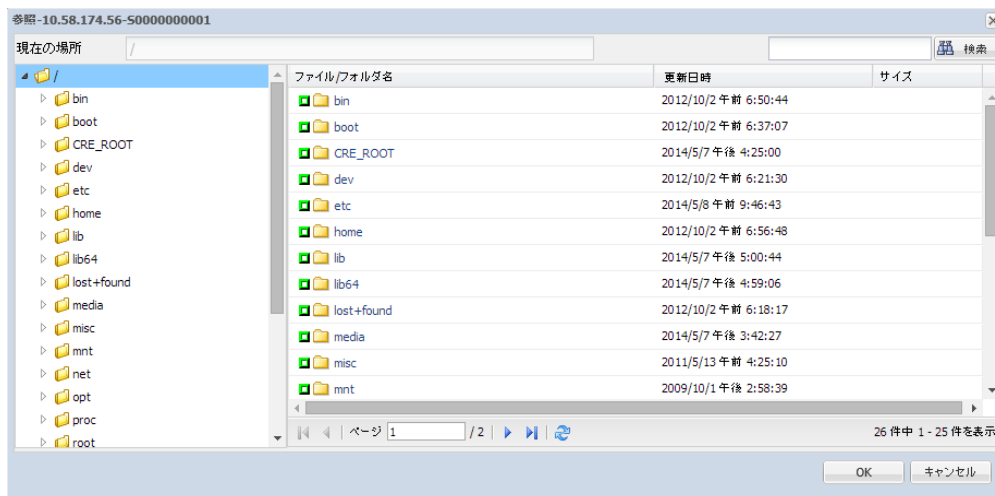 参照-10.58.174.56-S0000000001
現在の場所 /
検索
/
bin
boot
CRE_ROOT
dev
etc
home
lib
lib64
lost+found
media
misc
mnt
net
opt
proc
root
ファイル/フォルダ名 更新日時 サイズ
bin 2012/10/2 午前 6:50:44
boot 2012/10/2 午前 6:37:07
CRE_ROOT 2014/5/7 午後 4:25:00
dev 2012/10/2 午前 6:21:30
etc 2014/5/8 午前 9:46:43
home 2012/10/2 午前 6:56:48
lib 2014/5/7 午後 5:00:44
lib64 2014/5/7 午後 4:59:06
lost+found 2012/10/2 午前 6:18:17
media 2014/5/7 午後 3:42:27
misc 2011/5/13 午前 4:25:10
mnt 2009/10/1 午後 2:58:39
ページ 1 / 2
26 件中 1 - 25 件を表示
OK キャンセル